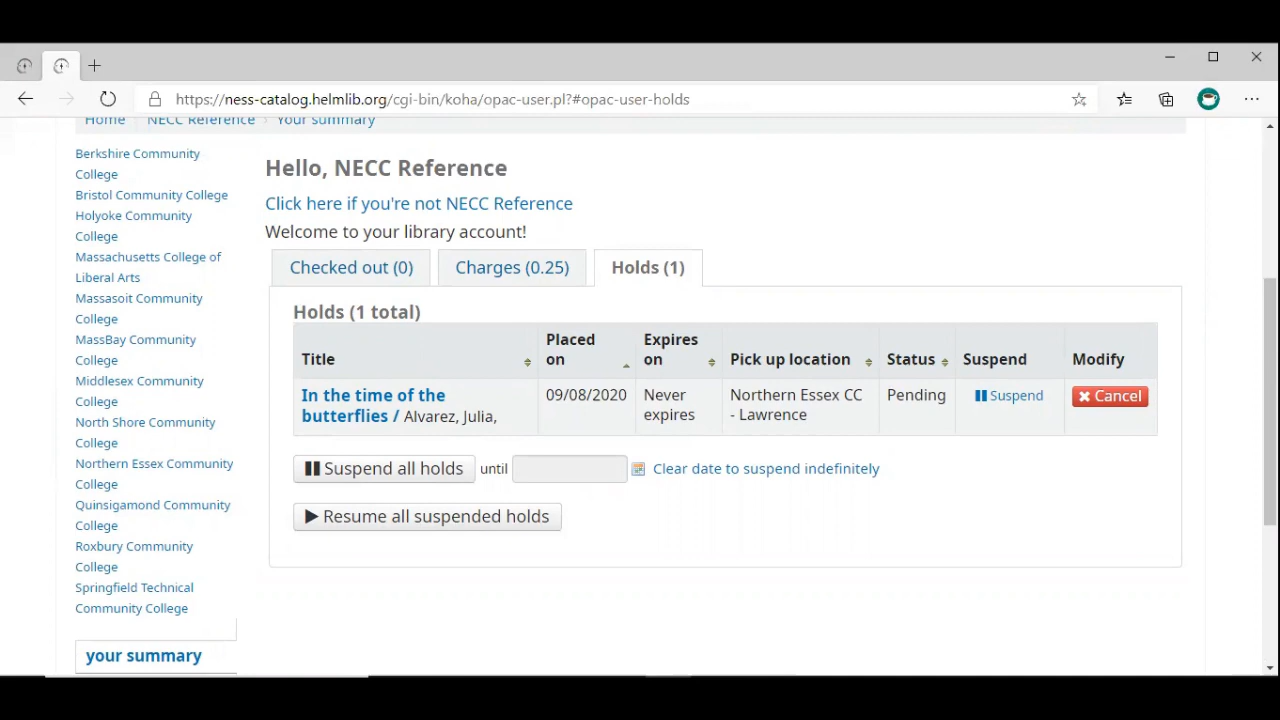 https://ness-catalog.helmlib.org/cgi-bin/koha/opac-user.pl?#opac-user-holds
Home › NECC Reference › Your summary
Berkshire Community
College
Bristol Community College
Holyoke Community
College
Massachusetts College of
Liberal Arts
Massasoit Community
College
MassBay Community
College
Middlesex Community
College
North Shore Community
College
Northern Essex Community
College
Quinsigamond Community
College
Roxbury Community
College
Springfield Technical
Community College
your summary
Hello, NECC Reference
Click here if you're not NECC Reference
Welcome to your library account!
Checked out (0) Charges (0.25) Holds (1)
Holds (1 total)
Title Placed on Expires on Pick up location Status Suspend Modify
In the time of the 09/08/2020 Never Northern Essex CC Pending Suspend Cancel
butterflies / Alvarez, Julia, expires - Lawrence
Suspend all holds until Clear date to suspend indefinitely
Resume all suspended holds